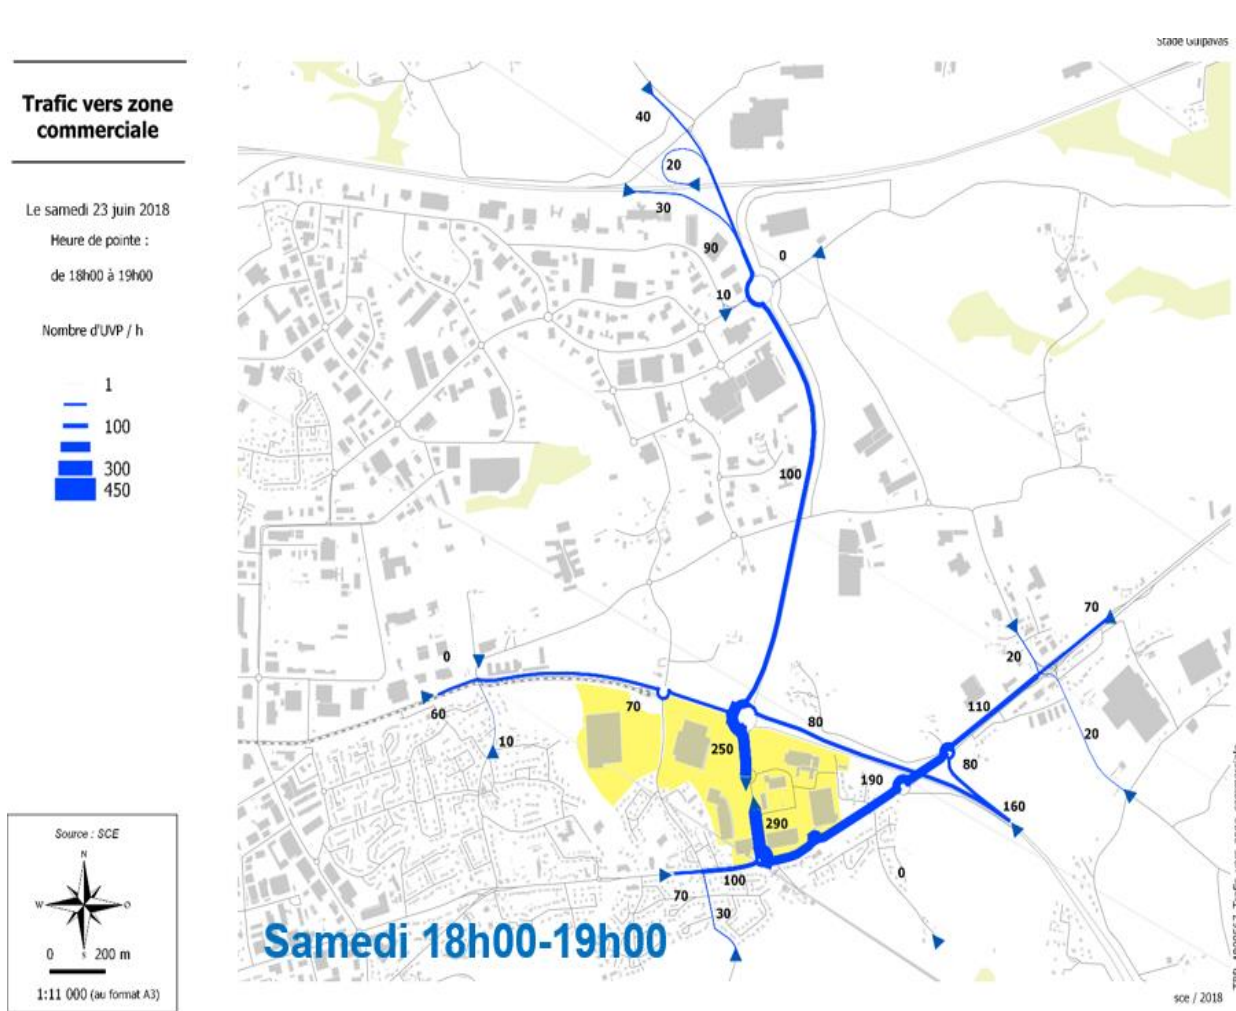 Stade Guipavas
Trafic vers zone
commerciale
Le samedi 23 juin 2018
Heure de pointe :
de 18h00 à 19h00
Nombre d'UVP / h
1
100
300
450
40
20
30
90
0
10
100
70
20
0
60
70
80
110
20
10
250
190
80
160
290
100
0
70
30
Samedi 18h00-19h00
Source : SCE
N
W
O
S
0 200 m
1:11 000 (au format A3)
sce / 2018